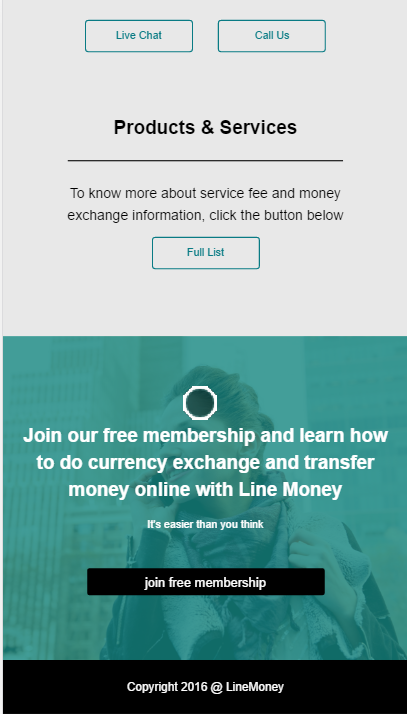 Live Chat
Call Us
Products & Services
To know more about service fee and money
exchange information, click the button below
Full List
Join our free membership and learn how
to do currency exchange and transfer
money online with Line Money
It's easier than you think
join free membership
Copyright 2016 @ LineMoney